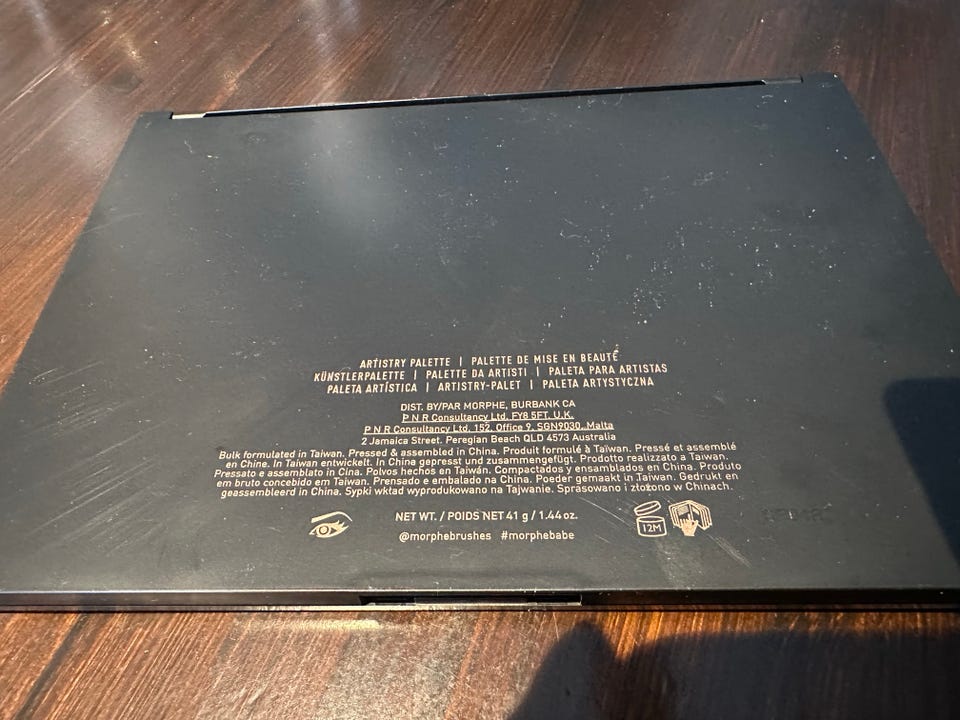 ARTISTRY PALETTE | PALETTE DE MISE EN BEAUTÉ
KÜNSTLERPALETTE | PALETTE DA ARTISTI | PALETA PARA ARTISTAS
PALETA ARTÍSTICA | ARTISTRY-PALET | PALETA ARTYSTYCZNA
DIST. BY/PAR MORPHE, BURBANK CA
P N R Consultancy Ltd, FY8 5FT, U.K.
P N R Consultancy Ltd. 152, Office 9, SGN9030, Malta
2 Jamaica Street. Peregian Beach QLD 4573 Australia
Bulk formulated in Taiwan. Pressed & assembled in China. Produit formulé à Taïwan. Pressé et assemblé
en Chine. In Taiwan entwickelt. In China gepresst und zusammengefügt. Prodotto realizzato a Taiwan.
Pressato e assemblato in Cina. Polvos hechos en Taiwán. Compactados y ensamblados en China. Produto
em bruto concebido em Taiwan. Prensado e embalado na China. Poeder gemaakt in Taiwan. Gedrukt en
geassembleerd in China. Sypki wkład wyprodukowano na Tajwanie. Sprasowano i złożono w Chinach.
NET WT. / POIDS NET 41 g / 1.44 oz.
12M
@morphebrushes #morphebabe